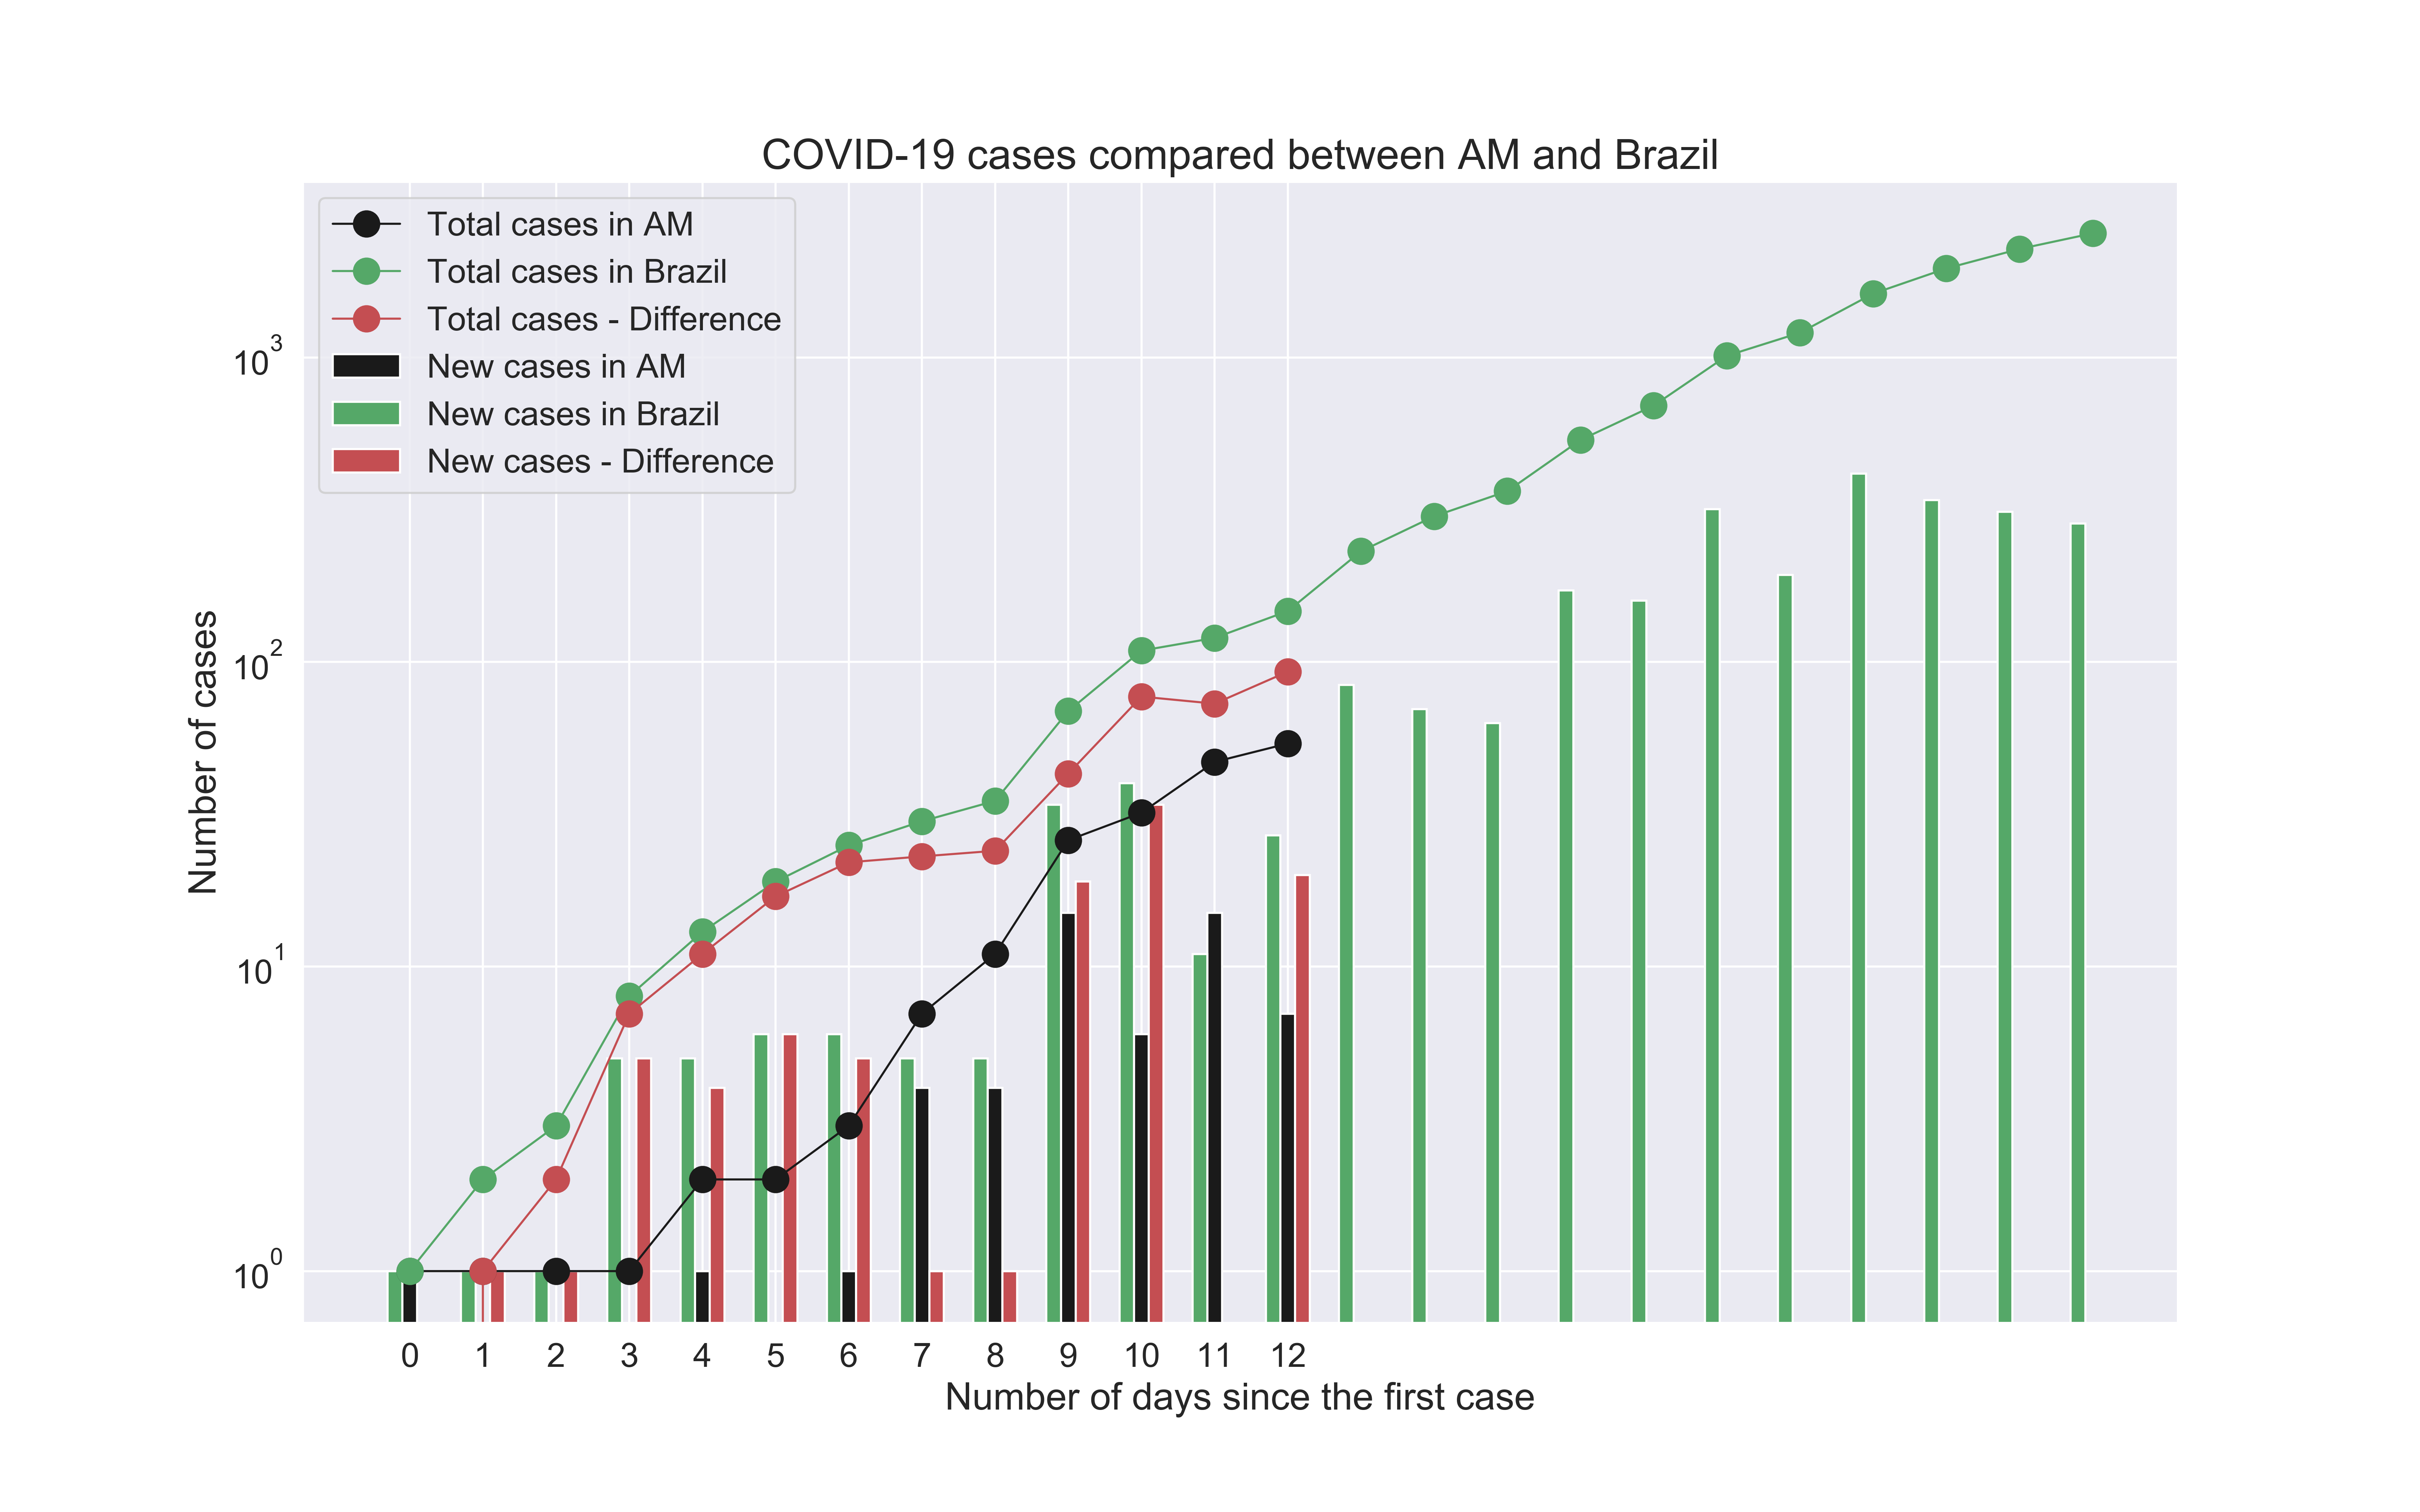 COVID-19 cases compared between AM and Brazil
Total cases in AM
Total cases in Brazil
Total cases - Difference
New cases in AM
New cases in Brazil
New cases - Difference
Number of cases
10^3
10^2
10^1
10^0
0 1 2 3 4 5 6 7 8 9 10 11 12
Number of days since the first case